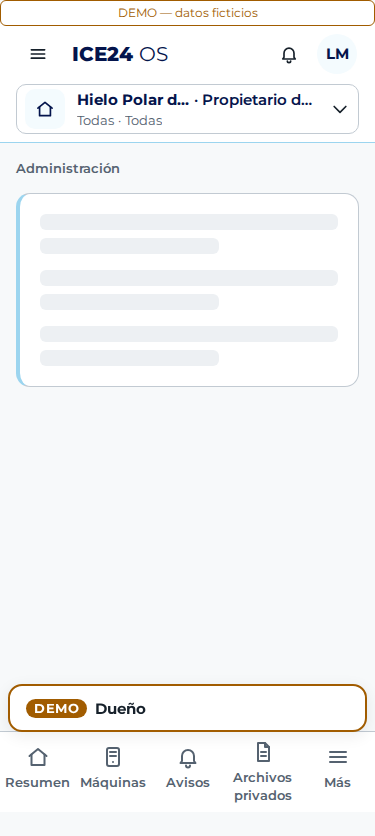 DEMO — datos ficticios
ICE24 OS
LM
Hielo Polar d... · Propietario d...
Todas · Todas
Administración
DEMO Dueño
Resumen
Máquinas
Avisos
Archivos privados
Más